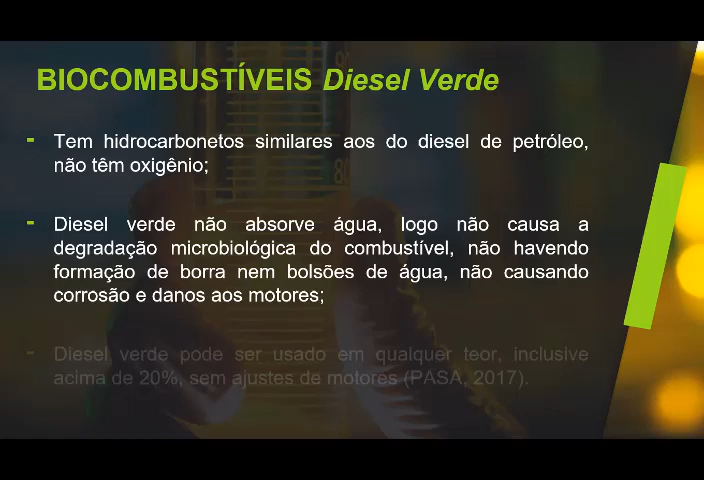 BIOCOMBUSTÍVEIS Diesel Verde
- Tem hidrocarbonetos similares aos do diesel de petróleo,
não têm oxigênio;
- Diesel verde não absorve água, logo não causa a
degradação microbiológica do combustível, não havendo
formação de borra nem bolsões de água, não causando
corrosão e danos aos motores;
- Diesel verde pode ser usado em qualquer teor, inclusive
acima de 20%, sem ajustes de motores (PASA, 2017).